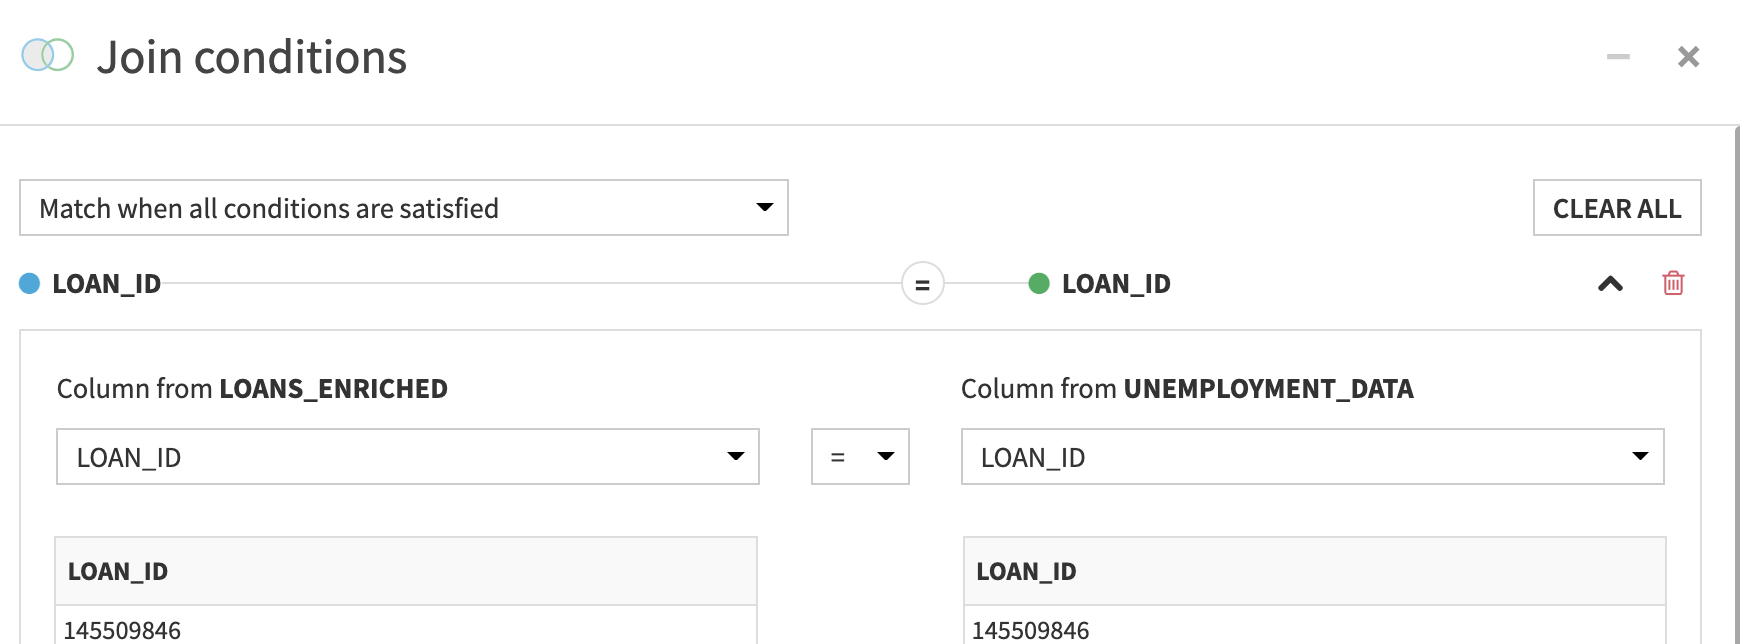 Join conditions
Match when all conditions are satisfied
CLEAR ALL
LOAN_ID = LOAN_ID
Column from LOANS_ENRICHED
Column from UNEMPLOYMENT_DATA
LOAN_ID = LOAN_ID
LOAN_ID
LOAN_ID
145509846
145509846